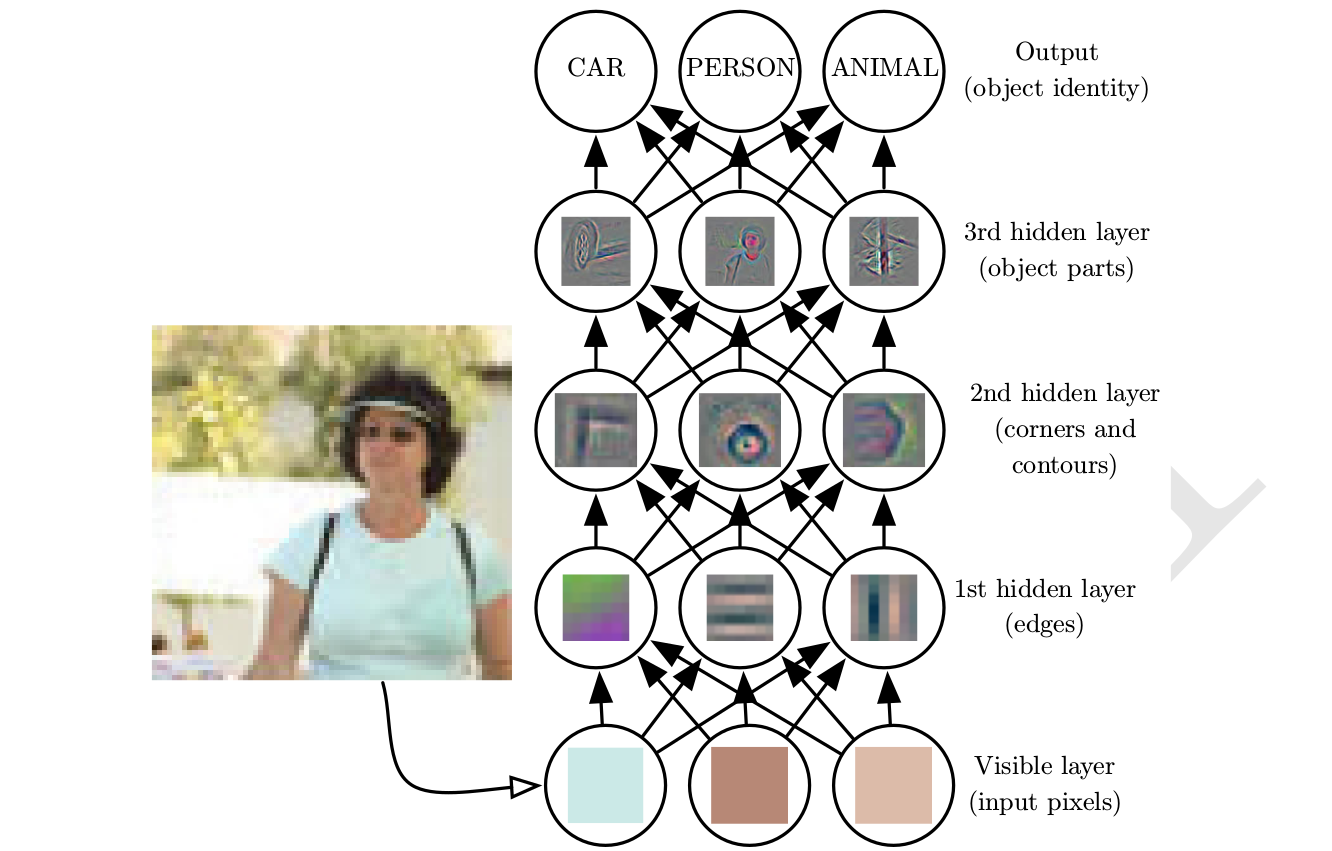 CAR
PERSON
ANIMAL
Output
(object identity)
3rd hidden layer
(object parts)
2nd hidden layer
(corners and
contours)
1st hidden layer
(edges)
Visible layer
(input pixels)